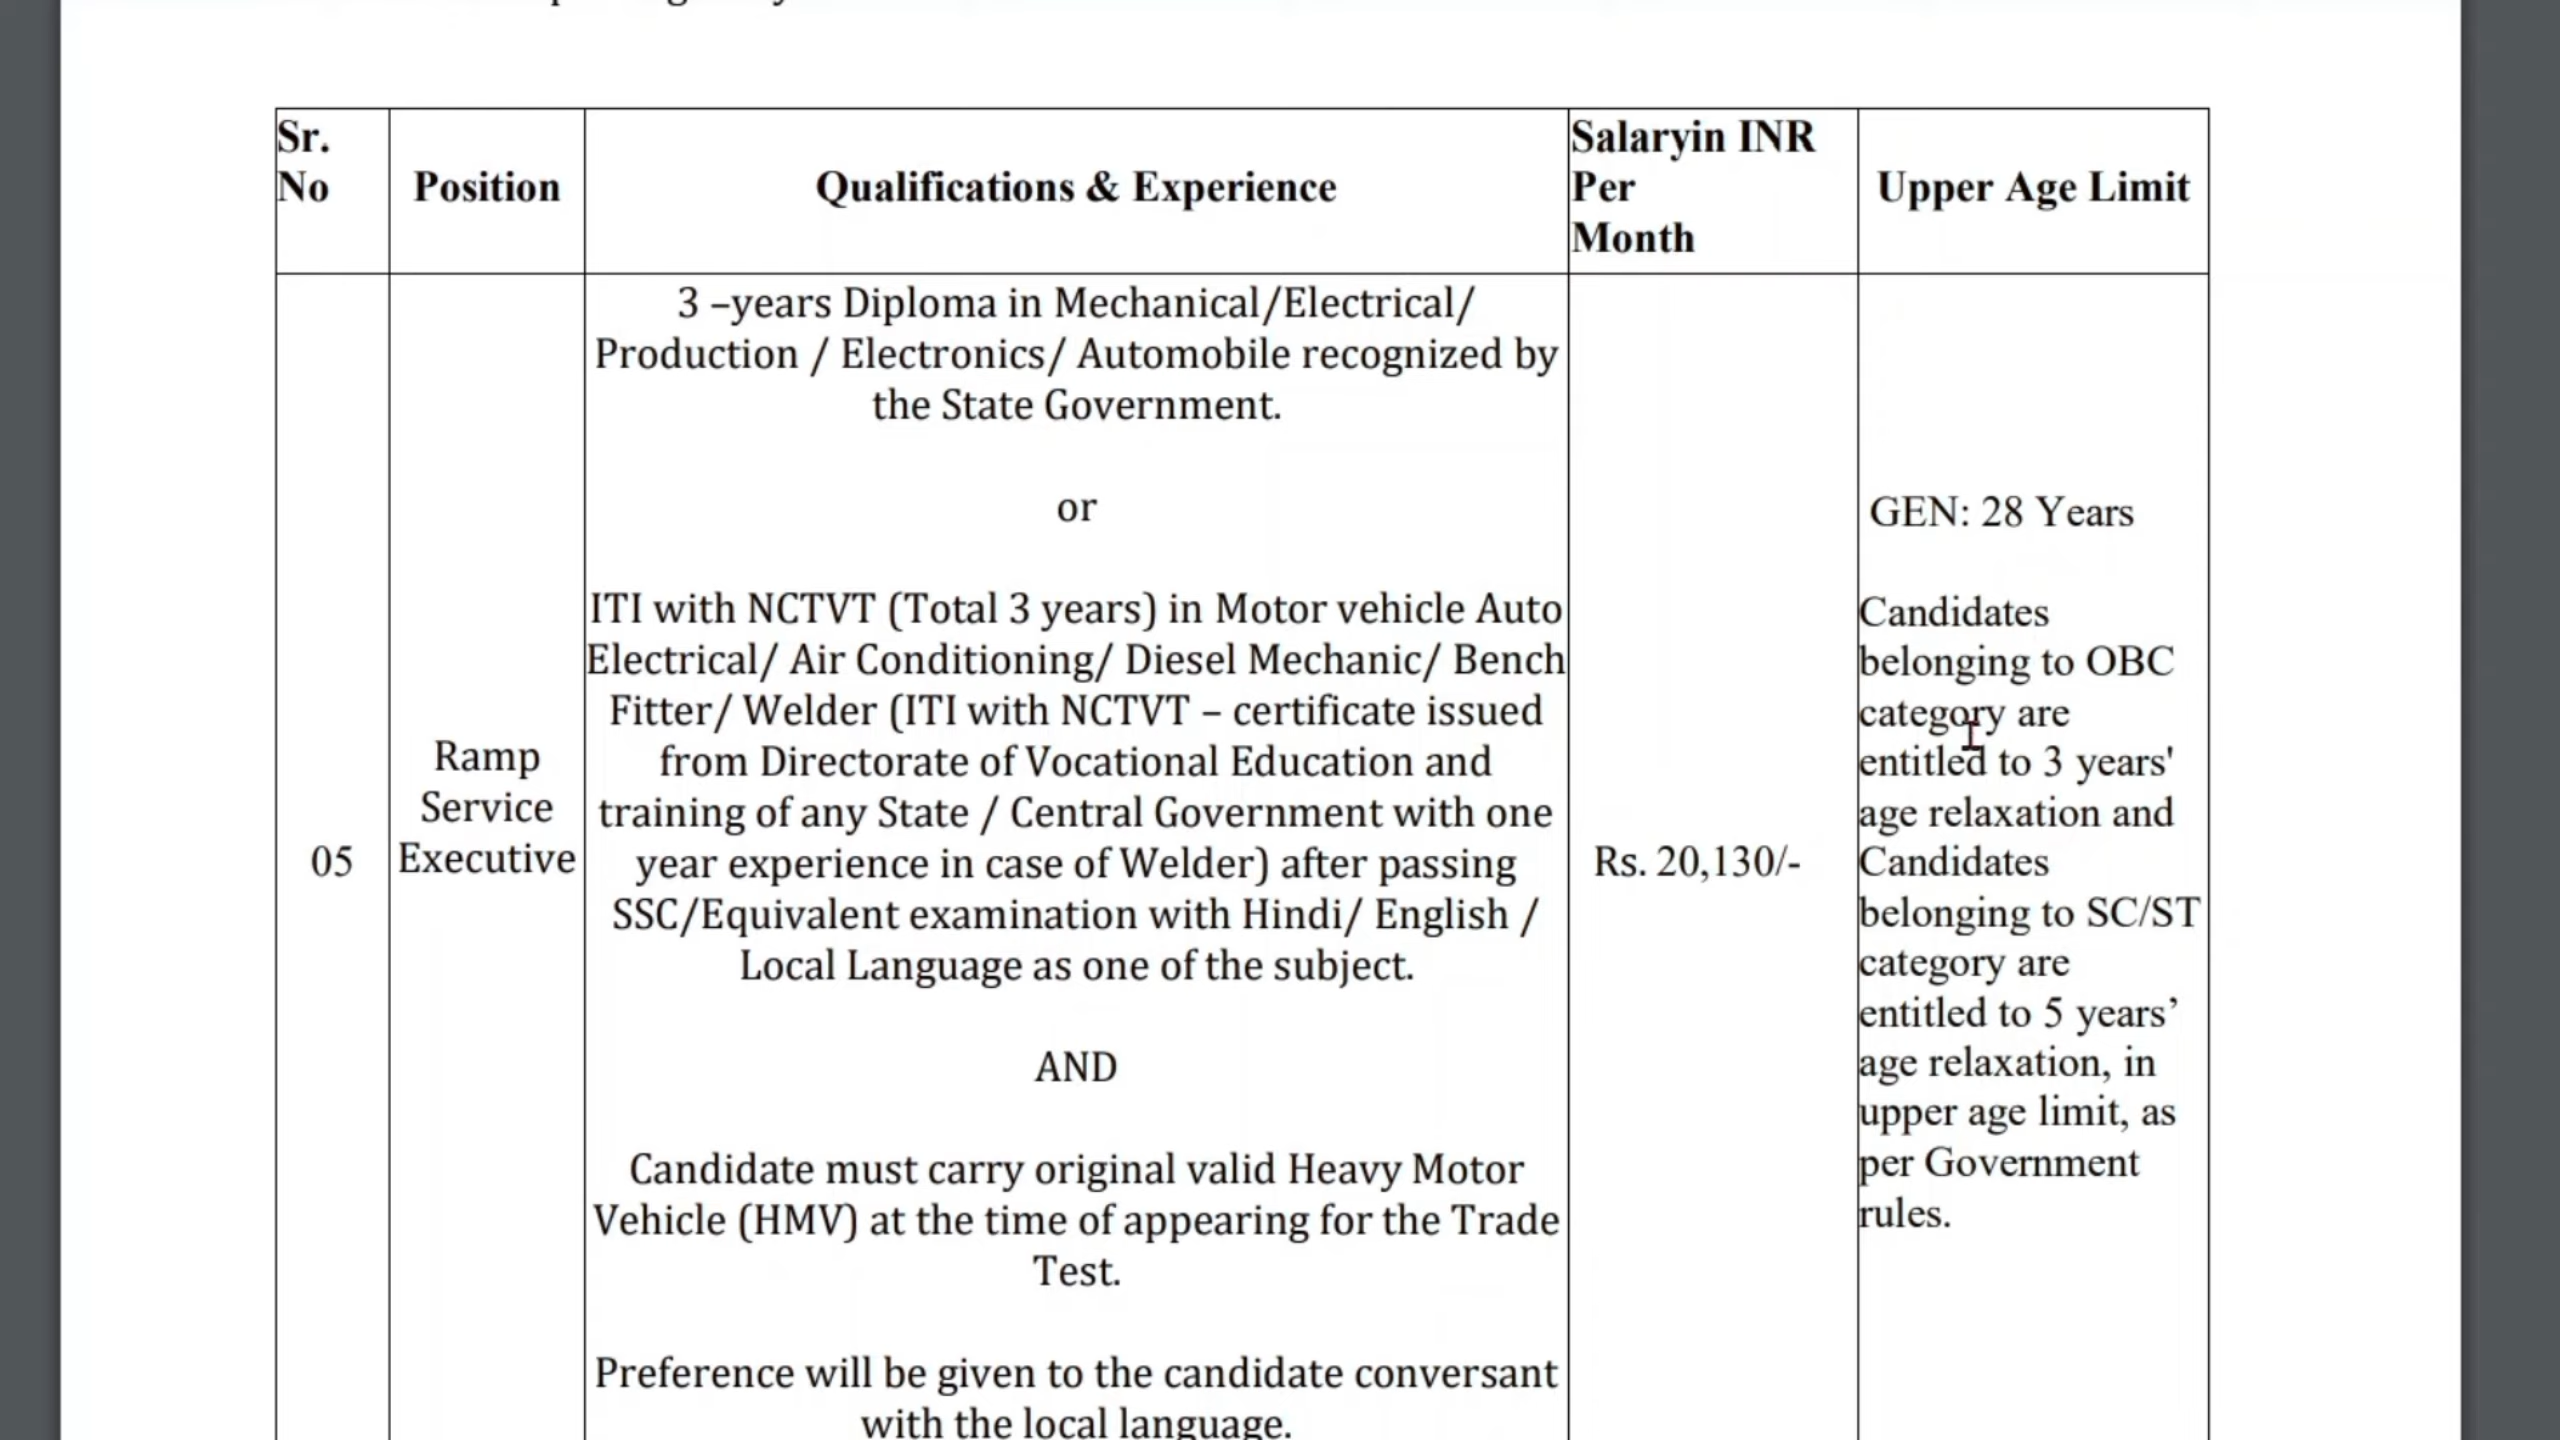 Sr.
No
Position
Qualifications & Experience
Salaryin INR
Per
Month
Upper Age Limit
05
Ramp
Service
Executive
3 –years Diploma in Mechanical/Electrical/
Production / Electronics/ Automobile recognized by
the State Government.
or
ITI with NCTVT (Total 3 years) in Motor vehicle Auto
Electrical/ Air Conditioning/ Diesel Mechanic/ Bench
Fitter/ Welder (ITI with NCTVT – certificate issued
from Directorate of Vocational Education and
training of any State / Central Government with one
year experience in case of Welder) after passing
SSC/Equivalent examination with Hindi/ English /
Local Language as one of the subject.
AND
Candidate must carry original valid Heavy Motor
Vehicle (HMV) at the time of appearing for the Trade
Test.
Preference will be given to the candidate conversant
with the local language.
Rs. 20,130/-
GEN: 28 Years
Candidates
belonging to OBC
category are
entitled to 3 years'
age relaxation and
Candidates
belonging to SC/ST
category are
entitled to 5 years’
age relaxation, in
upper age limit, as
per Government
rules.